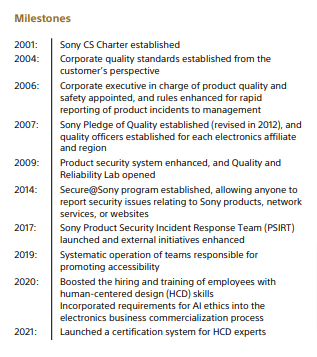 Milestones
2001: Sony CS Charter established
2004: Corporate quality standards established from the
customer's perspective
2006: Corporate executive in charge of product quality and
safety appointed, and rules enhanced for rapid
reporting of product incidents to management
2007: Sony Pledge of Quality established (revised in 2012), and
quality officers established for each electronics affiliate
and region
2009: Product security system enhanced, and Quality and
Reliability Lab opened
2014: Secure@Sony program established, allowing anyone to
report security issues relating to Sony products, network
services, or websites
2017: Sony Product Security Incident Response Team (PSIRT)
launched and external initiatives enhanced
2019: Systematic operation of teams responsible for
promoting accessibility
2020: Boosted the hiring and training of employees with
human-centered design (HCD) skills
Incorporated requirements for AI ethics into the
electronics business commercialization process
2021: Launched a certification system for HCD experts